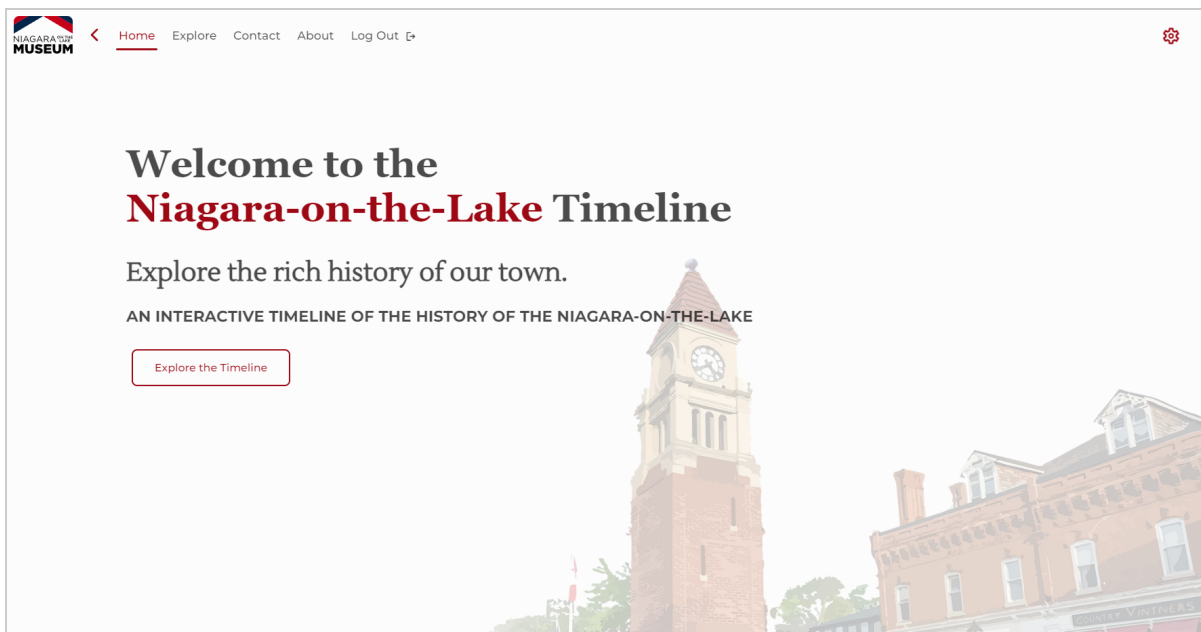 NIAGARA ON THE LAKE
MUSEUM
Home Explore Contact About Log Out
Welcome to the
Niagara-on-the-Lake Timeline
Explore the rich history of our town.
AN INTERACTIVE TIMELINE OF THE HISTORY OF THE NIAGARA-ON-THE-LAKE
Explore the Timeline
COUNTRY VINTNERS